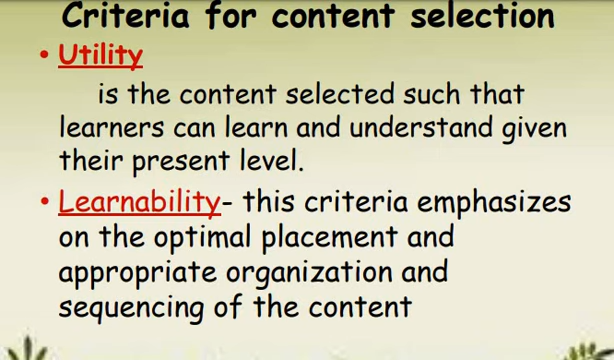 Criteria for content selection
• Utility
is the content selected such that
learners can learn and understand given
their present level.
• Learnability- this criteria emphasizes
on the optimal placement and
appropriate organization and
sequencing of the content